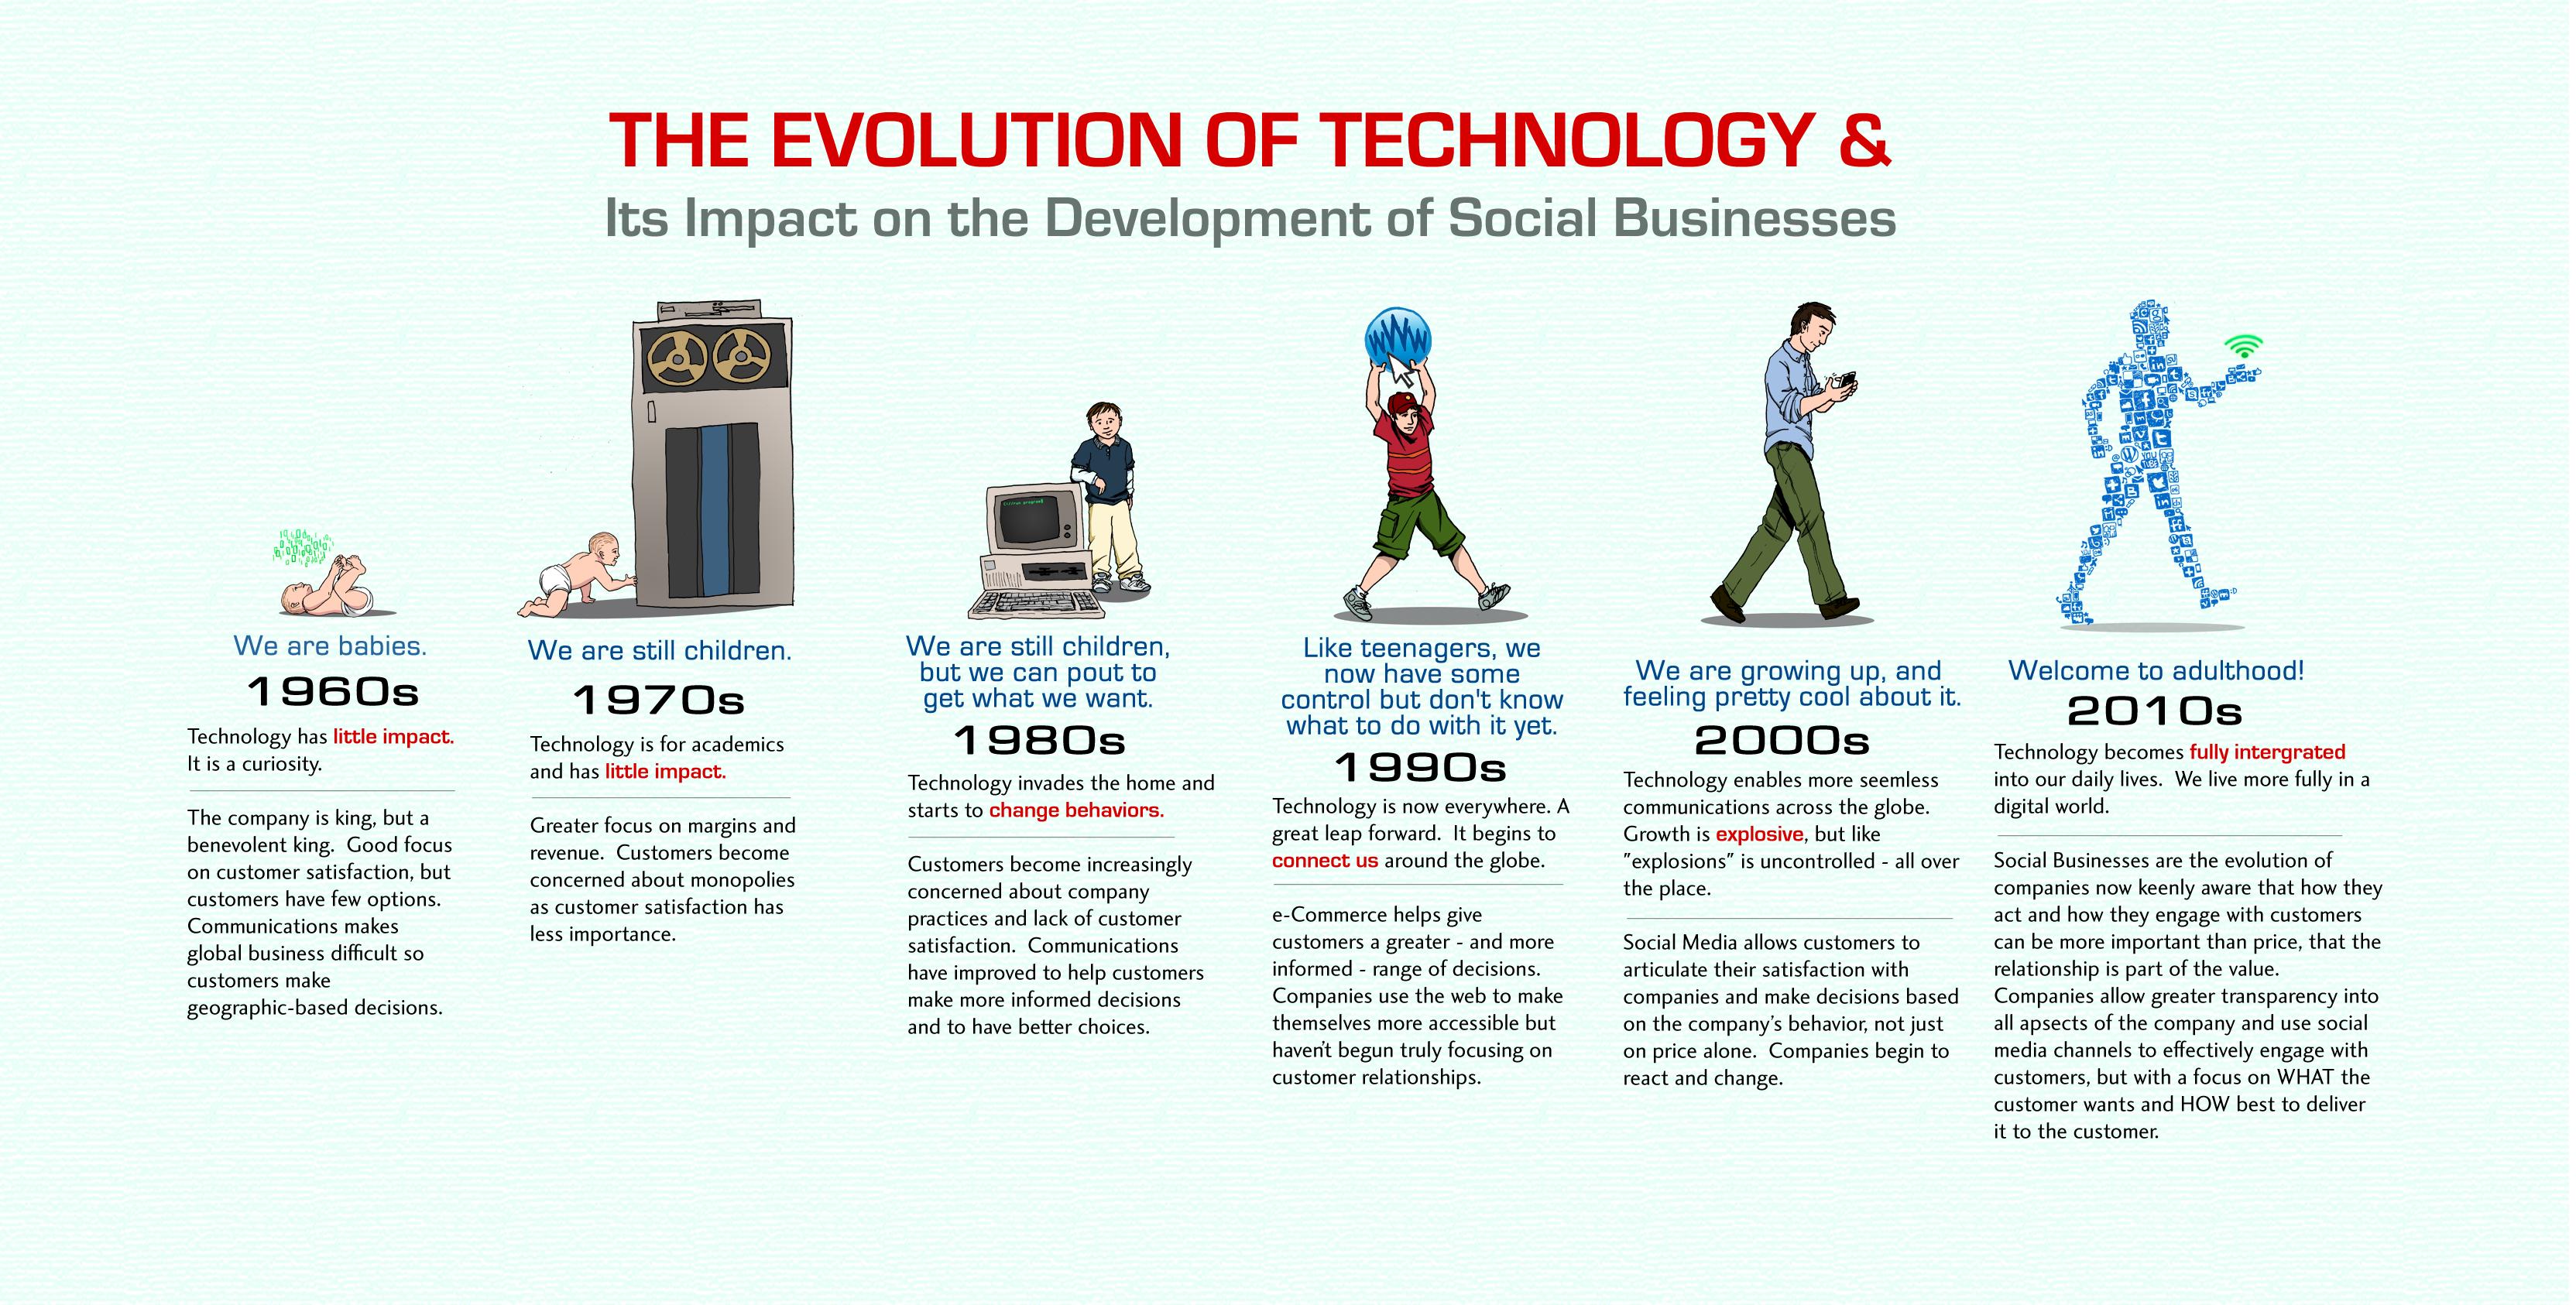 THE EVOLUTION OF TECHNOLOGY &
Its Impact on the Development of Social Businesses
We are babies.
1960s
Technology has little impact.
It is a curiosity.
The company is king, but a
benevolent king. Good focus
on customer satisfaction, but
customers have few options.
Communications makes
global business difficult so
customers make
geographic-based decisions.
We are still children.
1970s
Technology is for academics
and has little impact.
Greater focus on margins and
revenue. Customers become
concerned about monopolies
as customer satisfaction has
less importance.
We are still children,
but we can pout to
get what we want.
1980s
Technology invades the home and
starts to change behaviors.
Customers become increasingly
concerned about company
practices and lack of customer
satisfaction. Communications
have improved to help customers
make more informed decisions
and to have better choices.
WWW
Like teenagers, we
now have some
control but don't know
what to do with it yet.
1990s
Technology is now everywhere. A
great leap forward. It begins to
connect us around the globe.
e-Commerce helps give
customers a greater - and more
informed - range of decisions.
Companies use the web to make
themselves more accessible but
haven't begun truly focusing on
customer relationships.
We are growing up, and
feeling pretty cool about it.
2000s
Technology enables more seemless
communications across the globe.
Growth is explosive, but like
"explosions" is uncontrolled - all over
the place.
Social Media allows customers to
articulate their satisfaction with
companies and make decisions based
on the company's behavior, not just
on price alone. Companies begin to
react and change.
Welcome to adulthood!
2010s
Technology becomes fully intergrated
into our daily lives. We live more fully in a
digital world.
Social Businesses are the evolution of
companies now keenly aware that how they
act and how they engage with customers
can be more important than price, that the
relationship is part of the value.
Companies allow greater transparency into
all apsects of the company and use social
media channels to effectively engage with
customers, but with a focus on WHAT the
customer wants and HOW best to deliver
it to the customer.